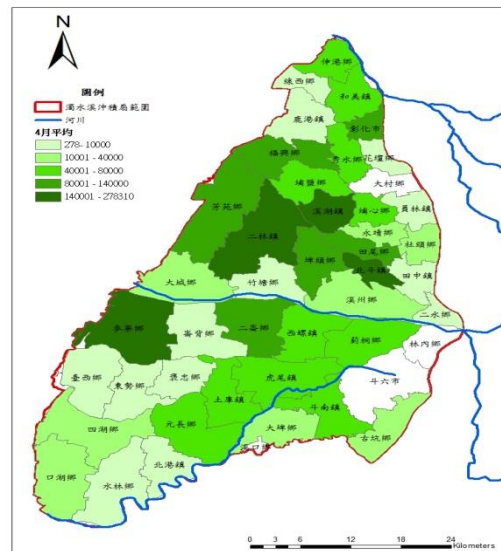 N
圖例
濁水溪沖積扇範圍
河川
4月平均
278- 10000
10001 - 40000
40001 - 80000
80001 - 140000
140001 - 278310
伸港鄉
線西鄉
和美鎮
鹿港鎮
彰化市
福興鄉
秀水鄉
花壇鄉
大村鄉
埔鹽鄉
芳苑鄉
溪湖鎮
埔心鄉
員林鎮
二林鎮
永靖鄉
社頭鄉
埤頭鄉
田尾鄉
北斗鎮
田中鎮
大城鄉
竹塘鄉
溪州鄉
二水鄉
麥寮鄉
崙背鄉
二崙鄉
西螺鎮
莿桐鄉
林內鄉
臺西鄉
東勢鄉
褒忠鄉
虎尾鎮
斗六市
土庫鎮
四湖鄉
元長鄉
斗南鎮
大埤鄉
古坑鄉
口湖鄉
水林鄉
北港鎮
溪口鄉
0 3 6 12 18 24
Kilometers